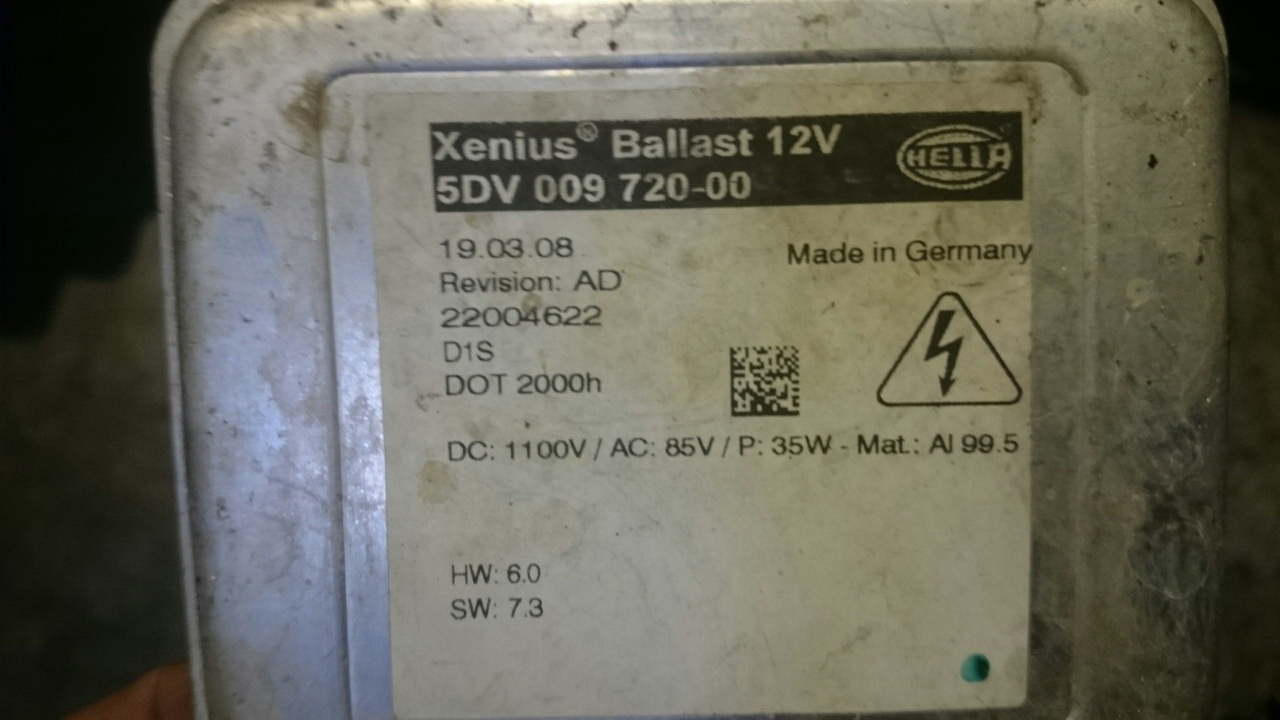 Xenius® Ballast 12V
5DV 009 720-00
HELLA
19.03.08
Made in Germany
Revision: AD
22004622
D1S
DOT 2000h
DC: 1100V / AC: 85V / P: 35W - Mat.: Al 99.5
HW: 6.0
SW: 7.3